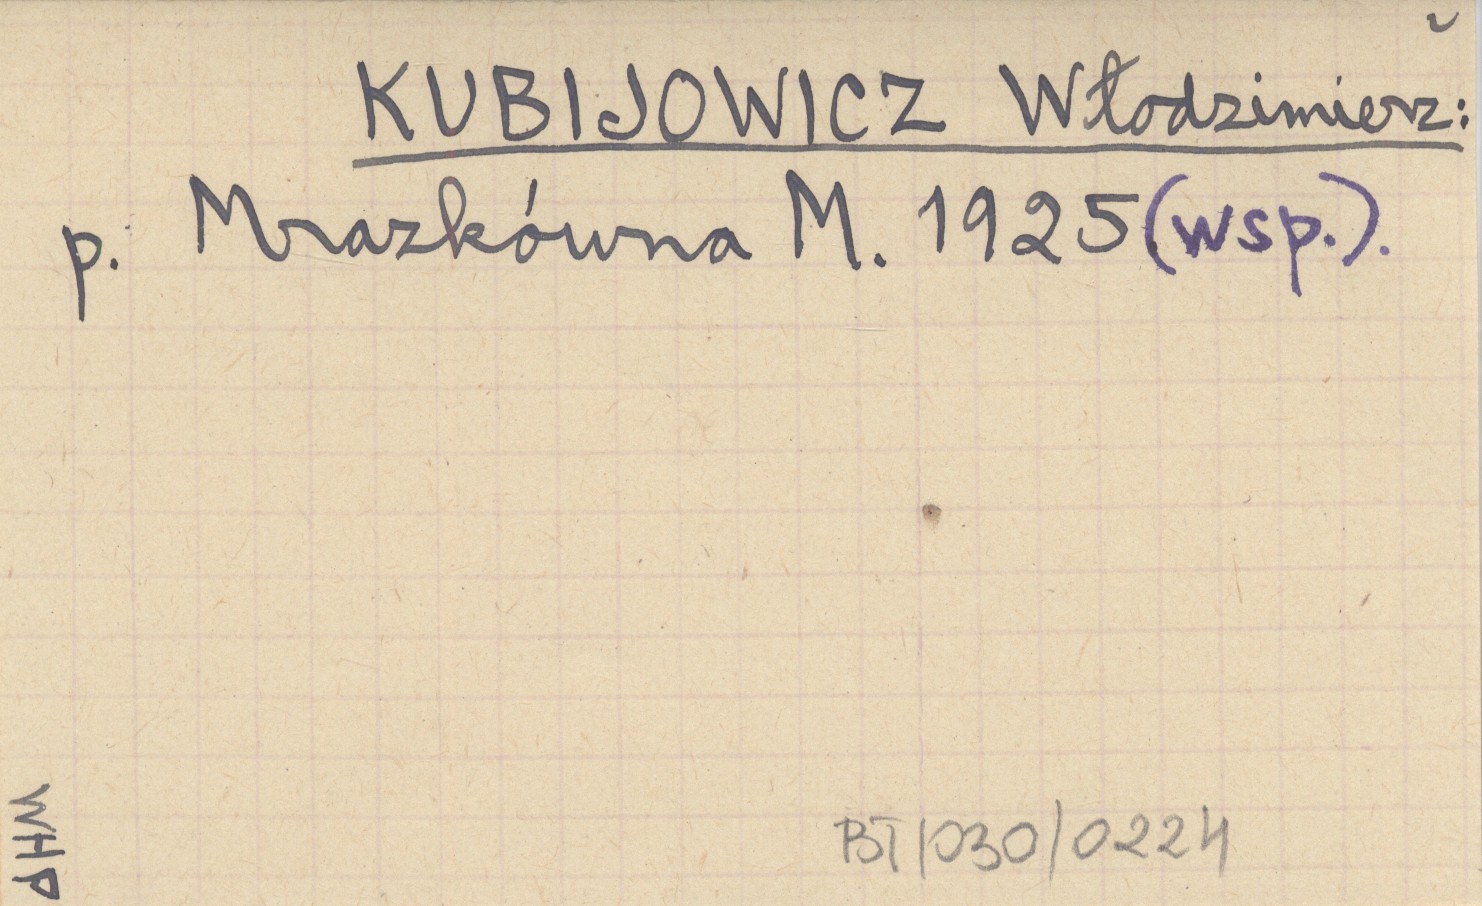 KUBIJOWICZ Włodzimierz:
p. Mrazkówna M. 1925 (wsp.).
BT/030/0224
WHP